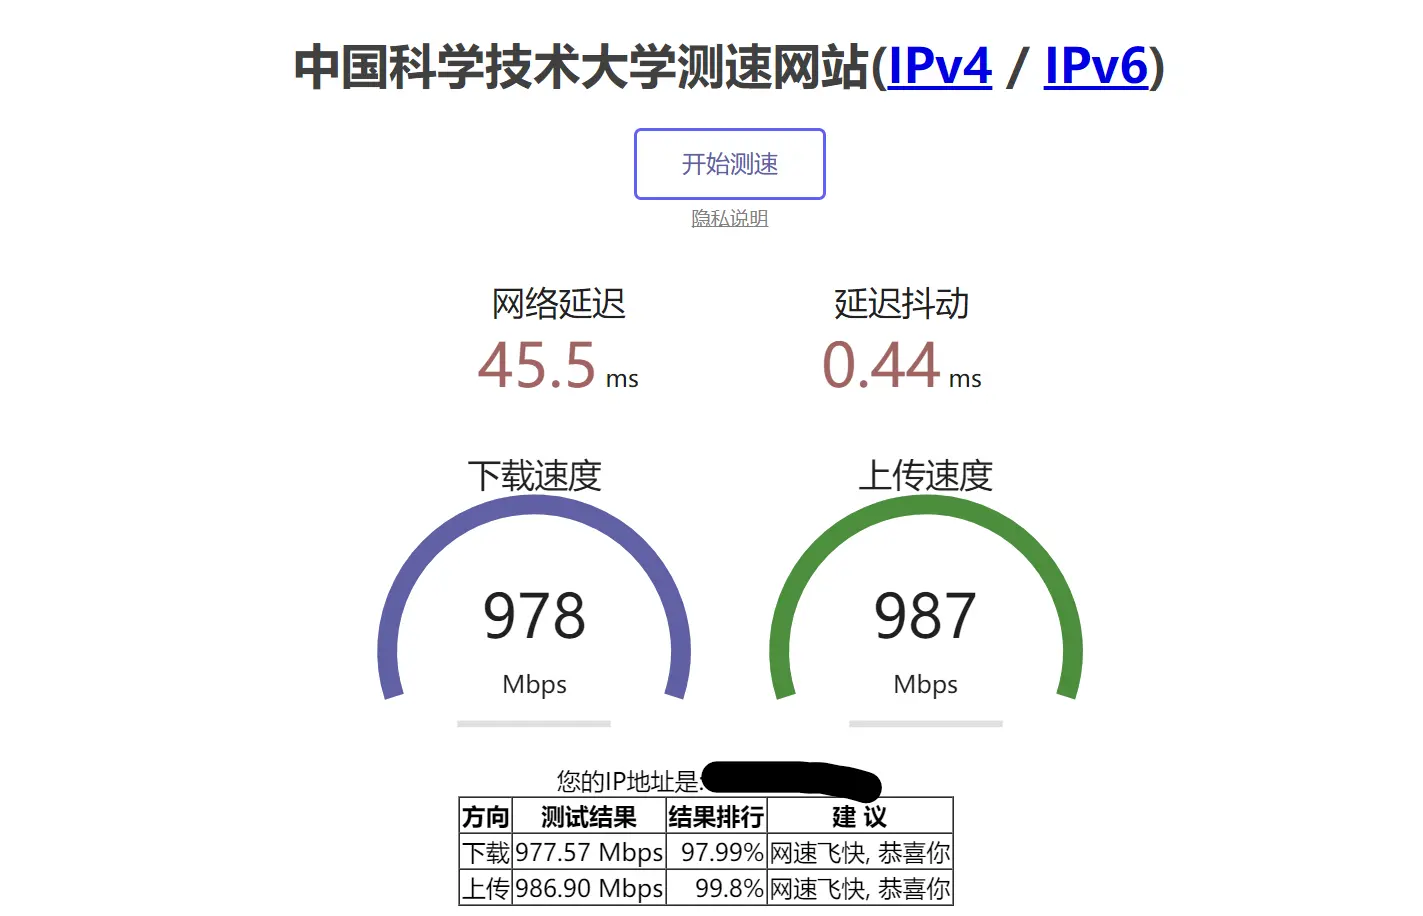 中国科学技术大学测速网站(IPv4 / IPv6)
开始测速
隐私说明
网络延迟 延迟抖动
45.5 ms 0.44 ms
下载速度 上传速度
978 987
Mbps Mbps
您的IP地址是:
方向 测试结果 结果排行 建 议
下载 977.57 Mbps 97.99% 网速飞快, 恭喜你
上传 986.90 Mbps 99.8% 网速飞快, 恭喜你